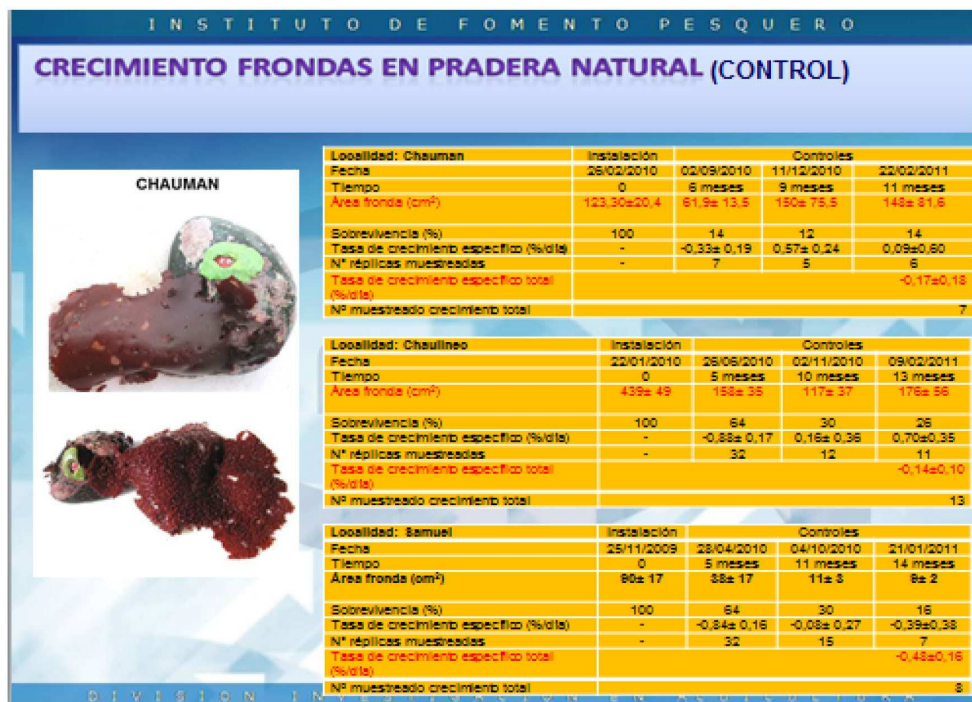 INSTITUTO DE FOMENTO PESQUERO
CRECIMIENTO FRONDAS EN PRADERA NATURAL (CONTROL)
CHAUMAN
Localidad: Chauman Instalación Controles
Fecha 26/02/2010 02/09/2010 11/12/2010 22/02/2011
Tiempo 0 6 meses 9 meses 11 meses
Área fronda (cm²) 123,30±20,4 61,9± 13,5 150± 75,5 148± 81,6
Sobrevivencia (%) 100 14 12 14
Tasa de crecimiento especifico (%/día) - -0,33± 0,19 0,57± 0,24 0,09±0,60
N° réplicas muestreadas - 7 5 6
Tasa de crecimiento especifico total (%/día) -0,17±0,18
Nº muestreado crecimiento total 7
Localidad: Chaulineo Instalación Controles
Fecha 22/01/2010 26/06/2010 02/11/2010 09/02/2011
Tiempo 0 5 meses 10 meses 13 meses
Área fronda (cm²) 439± 49 158± 35 117± 37 176± 56
Sobrevivencia (%) 100 64 30 26
Tasa de crecimiento especifico (%/día) - -0,88± 0,17 0,16± 0,36 0,70±0,35
N° réplicas muestreadas - 32 12 11
Tasa de crecimiento especifico total (%/día) -0,14±0,10
Nº muestreado crecimiento total 13
Localidad: Samuel Instalación Controles
Fecha 25/11/2009 28/04/2010 04/10/2010 21/01/2011
Tiempo 0 5 meses 11 meses 14 meses
Área fronda (cm²) 90± 17 38± 17 11± 3 9± 2
Sobrevivencia (%) 100 64 30 16
Tasa de crecimiento especifico (%/día) - -0,84± 0,16 -0,08± 0,27 -0,39±0,38
N° réplicas muestreadas - 32 15 7
Tasa de crecimiento especifico total (%/día) -0,48±0,16
Nº muestreado crecimiento total 8
DIVISION INVESTIGACION EN ACUICULTURA